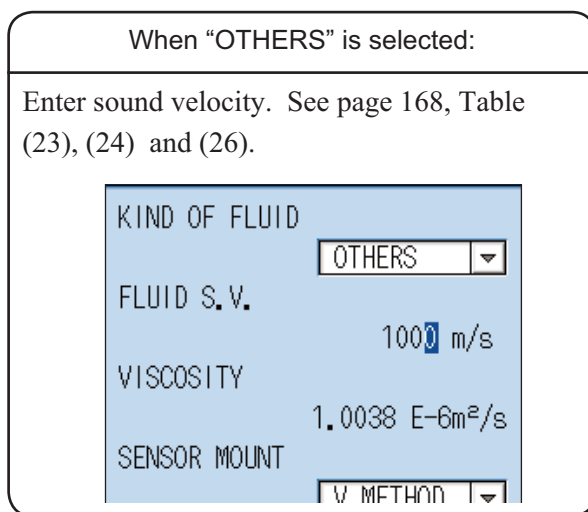 When “OTHERS” is selected:
Enter sound velocity.  See page 168, Table
(23), (24)  and (26).
KIND OF FLUID
OTHERS
FLUID S.V.
1000 m/s
VISCOSITY
1.0038 E-6m²/s
SENSOR MOUNT
V METHOD